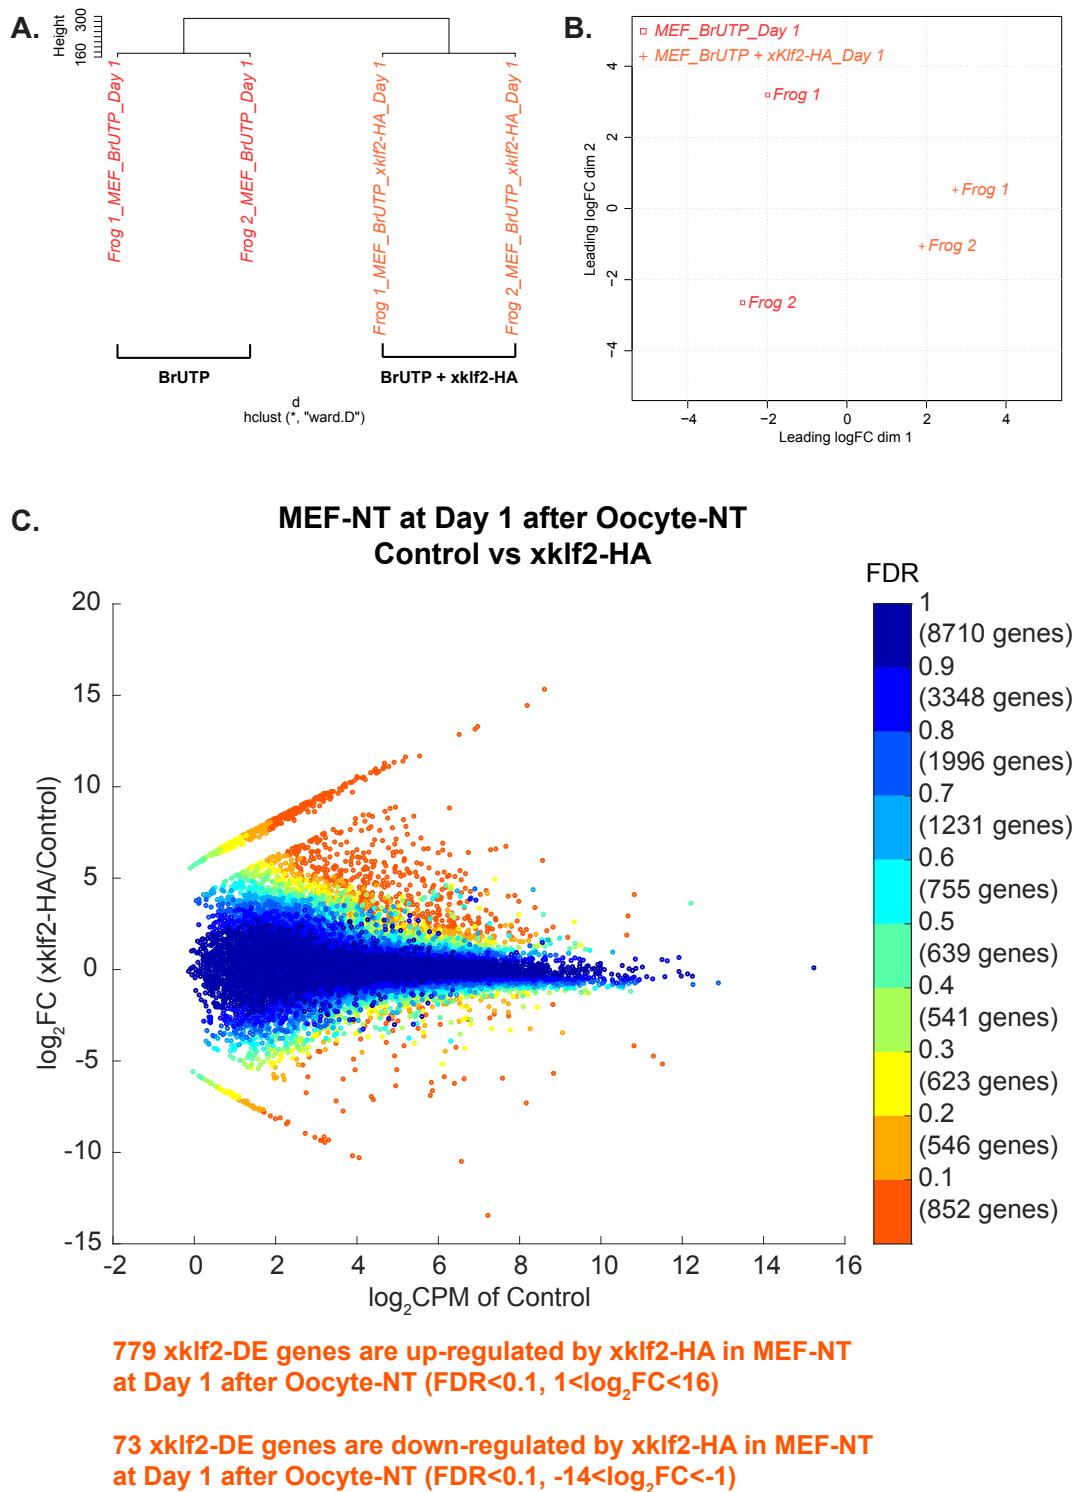 A.
Height
160
300
Frog 1_MEF_BrUTP_Day 1
Frog 2_MEF_BrUTP_Day 1
Frog 1_MEF_BrUTP_xklf2-HA_Day 1
Frog 2_MEF_BrUTP_xklf2-HA_Day 1
BrUTP
BrUTP + xklf2-HA
d
hclust (*, "ward.D")
B.
MEF_BrUTP_Day 1
MEF_BrUTP + xKlf2-HA_Day 1
Frog 1
Frog 1
Frog 2
Frog 2
Leading logFC dim 2
4
2
0
−2
−4
−4
−2
0
2
4
Leading logFC dim 1
C.
MEF-NT at Day 1 after Oocyte-NT
Control vs xklf2-HA
log2FC (xklf2-HA/Control)
20
15
10
5
0
-5
-10
-15
-2
0
2
4
6
8
10
12
14
16
log2CPM of Control
FDR
1
(8710 genes)
0.9
(3348 genes)
0.8
(1996 genes)
0.7
(1231 genes)
0.6
(755 genes)
0.5
(639 genes)
0.4
(541 genes)
0.3
(623 genes)
0.2
(546 genes)
0.1
(852 genes)
779 xklf2-DE genes are up-regulated by xklf2-HA in MEF-NT
at Day 1 after Oocyte-NT (FDR<0.1, 1<log2FC<16)
73 xklf2-DE genes are down-regulated by xklf2-HA in MEF-NT
at Day 1 after Oocyte-NT (FDR<0.1, -14<log2FC<-1)